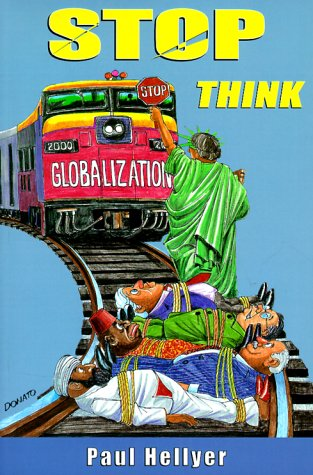 STOP
THINK
STOP
2000
20
GLOBALIZATION
DONATO
Paul Hellyer